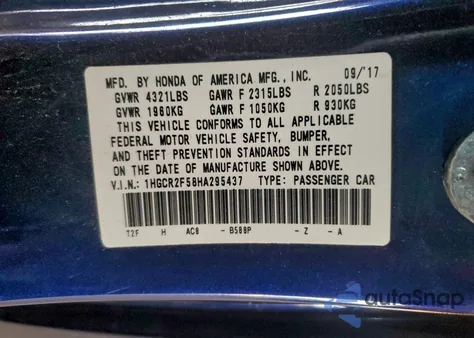 MFD. BY HONDA OF AMERICA MFG., INC. 09/'17
GVWR 4321LBS GAWR F 2315LBS R 2050LBS
GVWR 1960KG GAWR F 1050KG R 930KG
THIS VEHICLE CONFORMS TO ALL APPLICABLE
FEDERAL MOTOR VEHICLE SAFETY, BUMPER,
AND THEFT PREVENTION STANDARDS IN EFFECT
ON THE DATE OF MANUFACTURE SHOWN ABOVE.
V.I.N.: 1HGCR2F58HA295437 TYPE: PASSENGER CAR
T2F H AC8 -B588P -Z -A
autoSnap